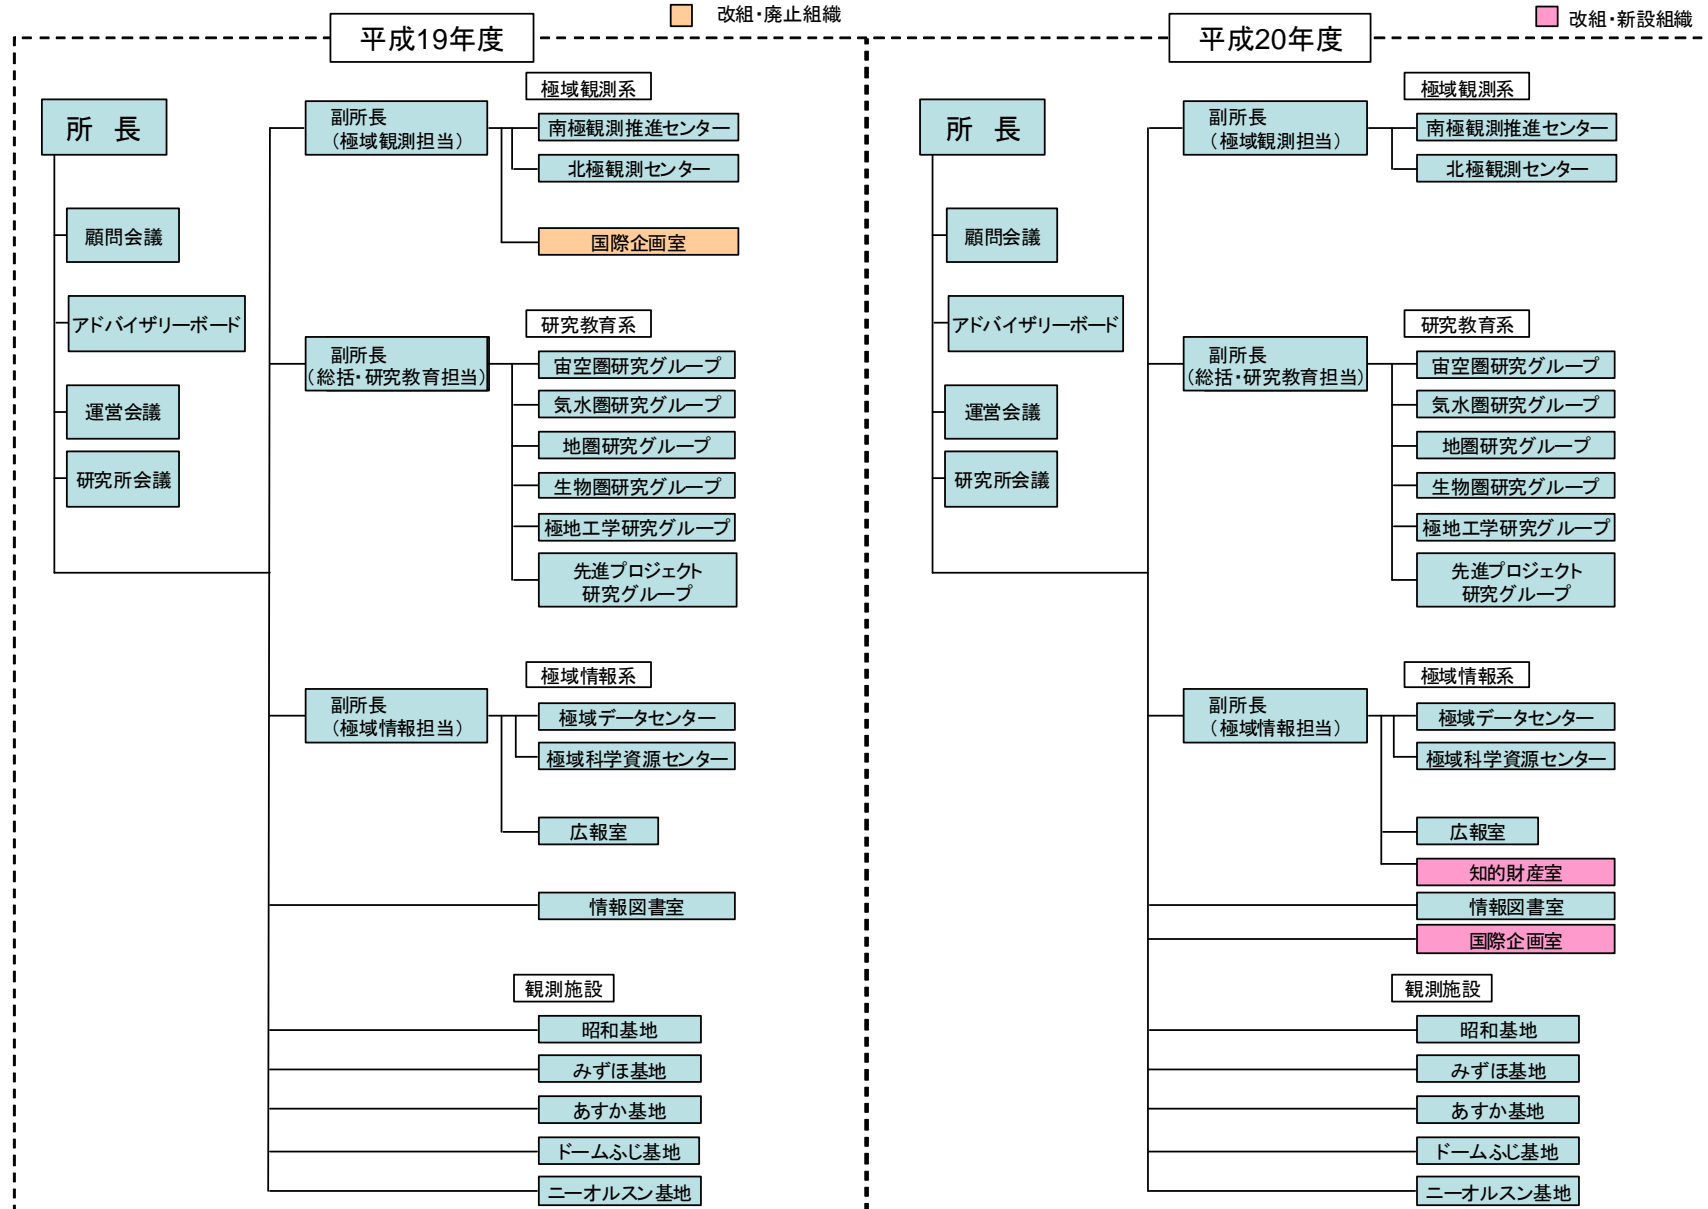 改組・廃止組織
平成19年度
極域観測系
所 長
副所長
（極域観測担当）
南極観測推進センター
北極観測センター
顧問会議
国際企画室
アドバイザリーボード
研究教育系
副所長
（総括・研究教育担当）
宙空圏研究グループ
気水圏研究グループ
運営会議
地圏研究グループ
研究所会議
生物圏研究グループ
極地工学研究グループ
先進プロジェクト
研究グループ
極域情報系
副所長
（極域情報担当）
極域データセンター
極域科学資源センター
広報室
情報図書室
観測施設
昭和基地
みずほ基地
あすか基地
ドームふじ基地
ニーオルスン基地
改組・新設組織
平成20年度
極域観測系
所 長
副所長
（極域観測担当）
南極観測推進センター
北極観測センター
顧問会議
アドバイザリーボード
研究教育系
副所長
（総括・研究教育担当）
宙空圏研究グループ
気水圏研究グループ
運営会議
地圏研究グループ
研究所会議
生物圏研究グループ
極地工学研究グループ
先進プロジェクト
研究グループ
極域情報系
副所長
（極域情報担当）
極域データセンター
極域科学資源センター
広報室
知的財産室
情報図書室
国際企画室
観測施設
昭和基地
みずほ基地
あすか基地
ドームふじ基地
ニーオルスン基地